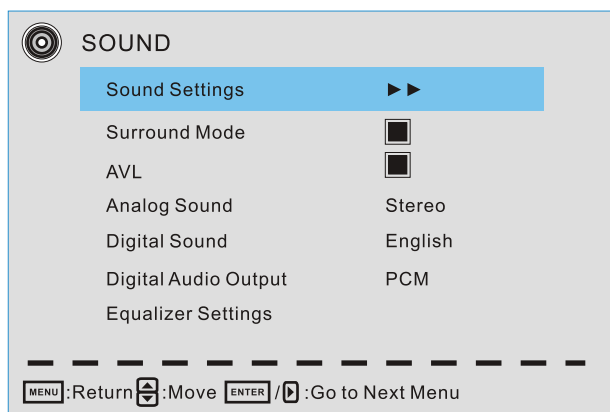 SOUND
Sound Settings ►►
Surround Mode
AVL
Analog Sound Stereo
Digital Sound English
Digital Audio Output PCM
Equalizer Settings
MENU:Return :Move ENTER/ :Go to Next Menu